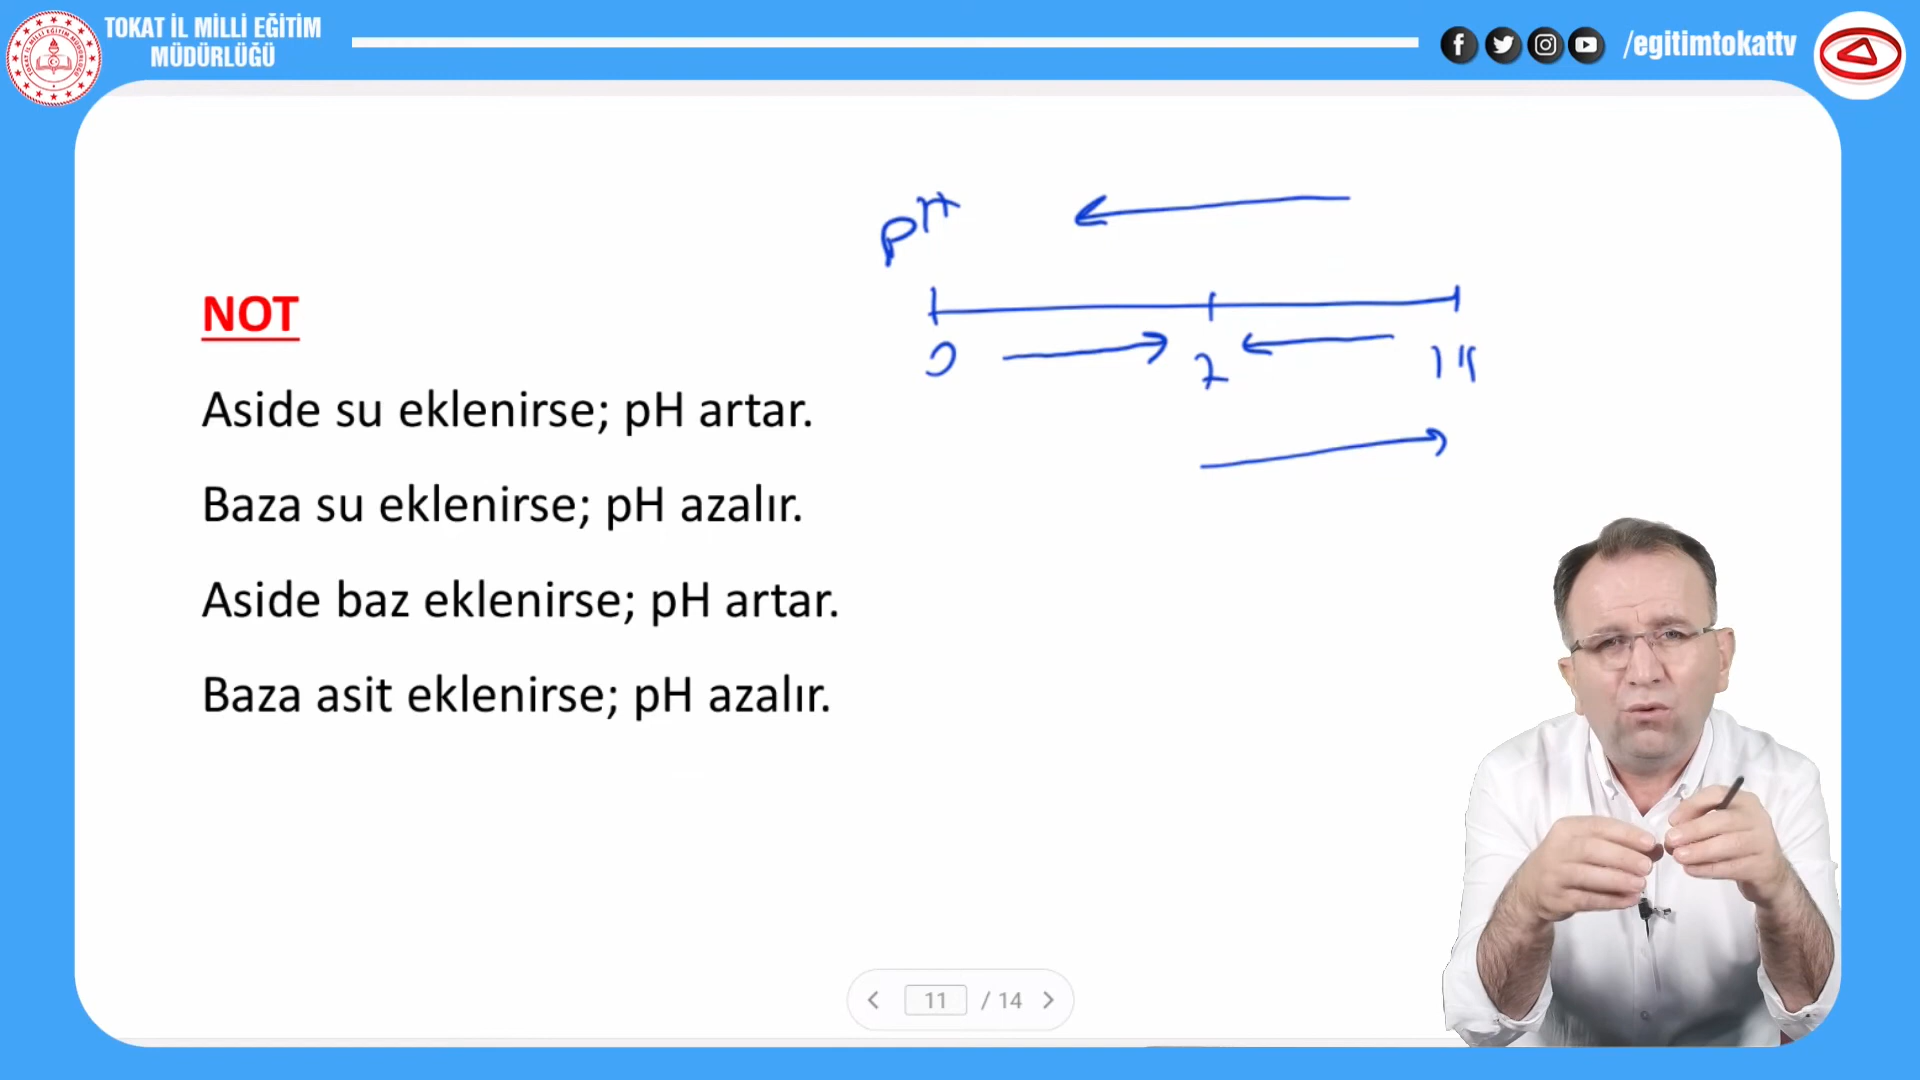 TOKAT İL MİLLİ EĞİTİM
MÜDÜRLÜĞÜ
/egitimtokattv
pH
0 7 14
NOT
Aside su eklenirse; pH artar.
Baza su eklenirse; pH azalır.
Aside baz eklenirse; pH artar.
Baza asit eklenirse; pH azalır.
11 / 14